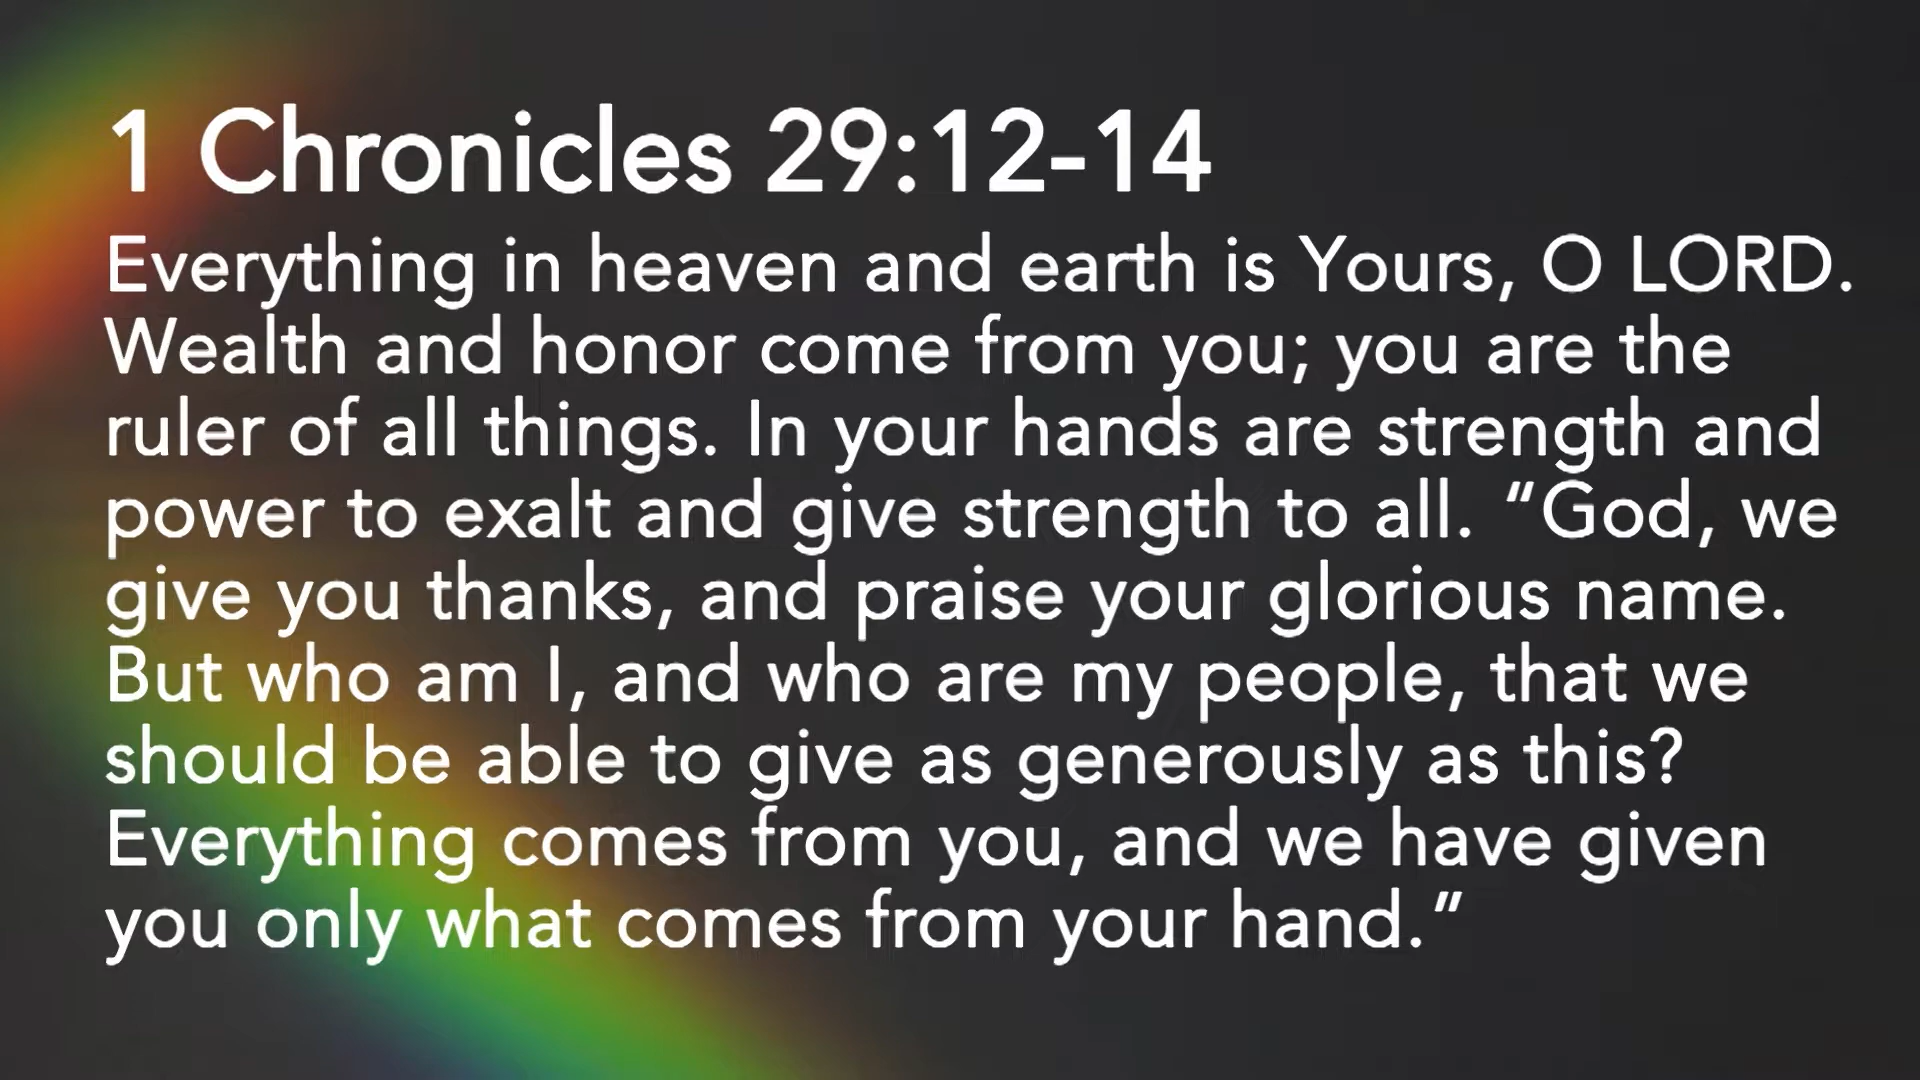 1 Chronicles 29:12-14
Everything in heaven and earth is Yours, O LORD.
Wealth and honor come from you; you are the
ruler of all things. In your hands are strength and
power to exalt and give strength to all. “God, we
give you thanks, and praise your glorious name.
But who am I, and who are my people, that we
should be able to give as generously as this?
Everything comes from you, and we have given
you only what comes from your hand.”